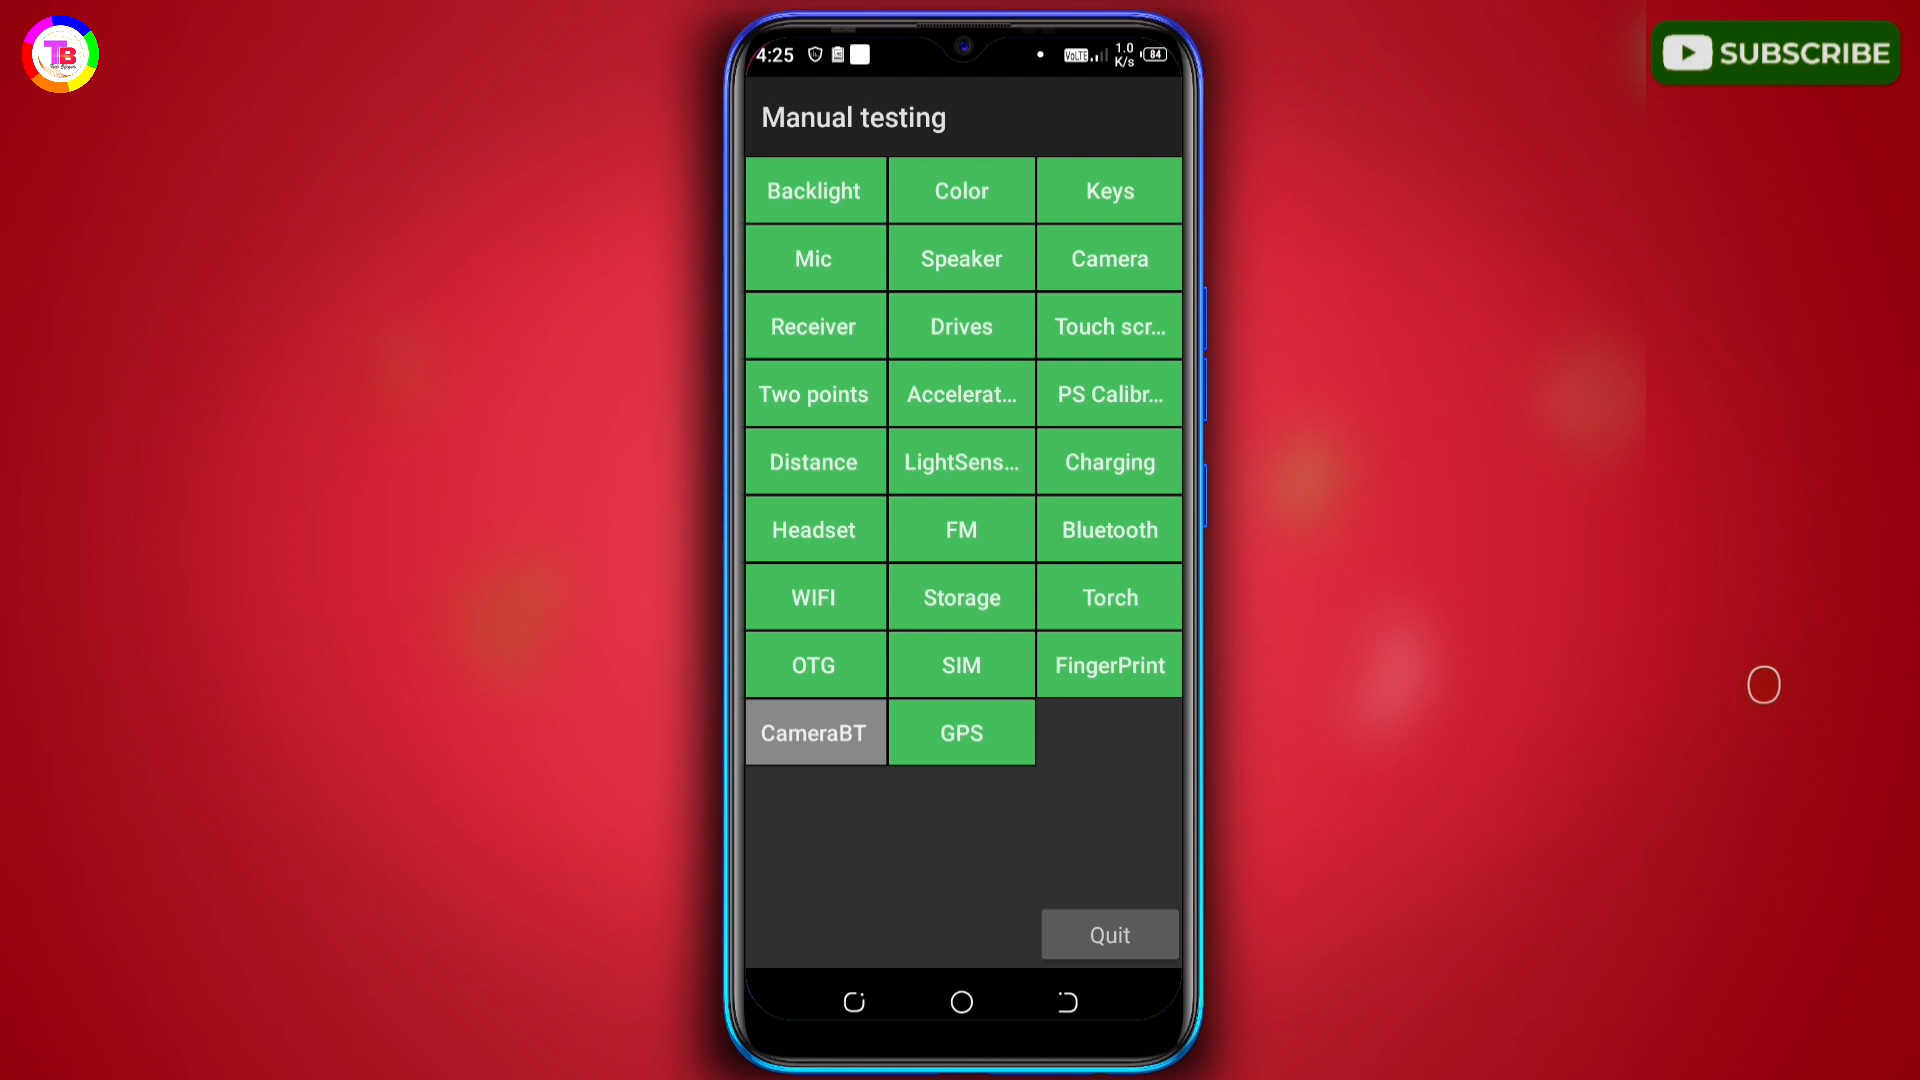 TB
SUBSCRIBE
4:25
VoLTE
1.0
K/s
84
Manual testing
Backlight Color Keys
Mic Speaker Camera
Receiver Drives Touch scr...
Two points Accelerat... PS Calibr...
Distance LightSens... Charging
Headset FM Bluetooth
WIFI Storage Torch
OTG SIM FingerPrint
CameraBT GPS
Quit